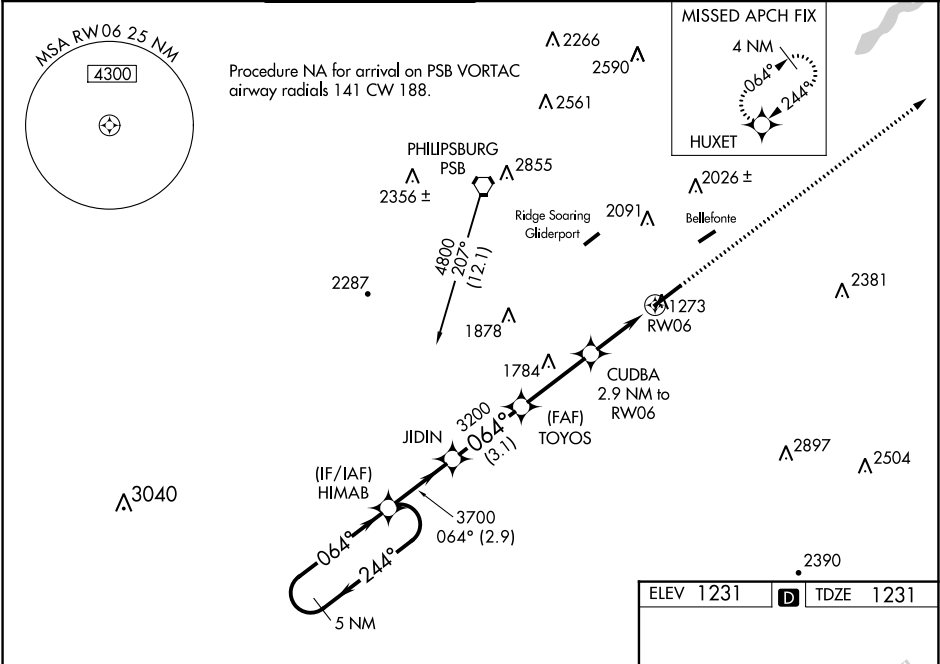 MSA RW06 25 NM
4300
Procedure NA for arrival on PSB VORTAC
airway radials 141 CW 188.
2266
2590
2561
MISSED APCH FIX
4 NM
064°
244°
HUXET
PHILIPSBURG
PSB
2855
2356 ±
2026 ±
Ridge Soaring
Gliderport
2091
Bellefonte
4800
207°
(12.1)
2287
2381
1878
1273
RW06
1784
CUDBA
2.9 NM to
RW06
3200
064°
(3.1)
(FAF)
TOYOS
JIDIN
2897
2504
(IF/IAF)
HIMAB
3040
3700
064° (2.9)
064°
244°
5 NM
2390
ELEV 1231
D
TDZE 1231